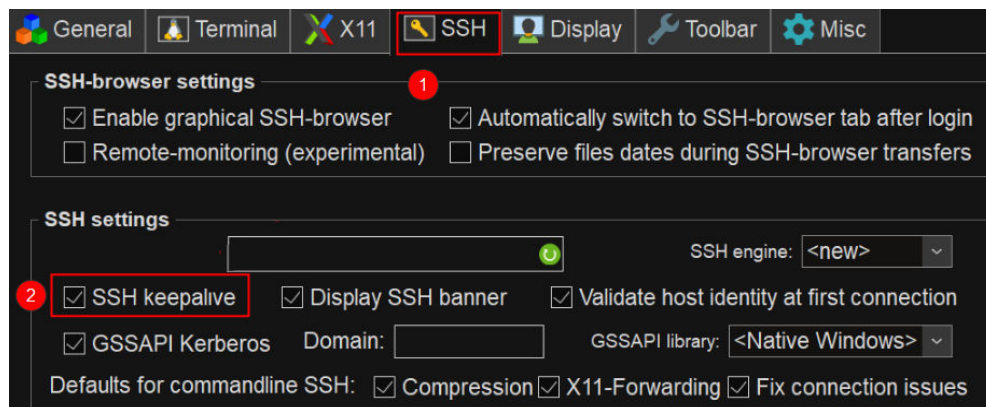 General Terminal X11 SSH Display Toolbar Misc
SSH-browser settings 1
Enable graphical SSH-browser Automatically switch to SSH-browser tab after login
Remote-monitoring (experimental) Preserve files dates during SSH-browser transfers
SSH settings
SSH engine: <new>
2 SSH keepalive Display SSH banner Validate host identity at first connection
GSSAPI Kerberos Domain: GSSAPI library: <Native Windows>
Defaults for commandline SSH: Compression X11-Forwarding Fix connection issues